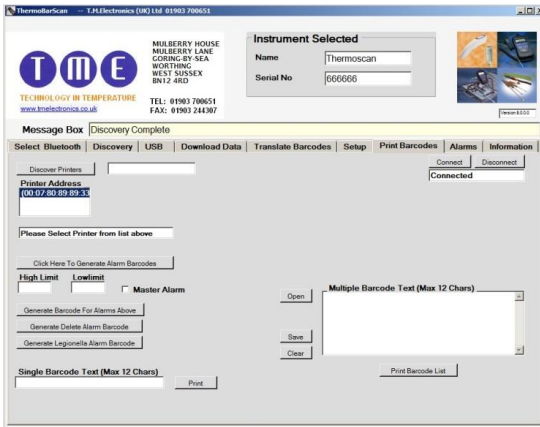 ThermoBarScan -- T.M.Electronics (UK) Ltd 01903 700651
TME
TECHNOLOGY IN TEMPERATURE
www.tmelectronics.co.uk
MULBERRY HOUSE
MULBERRY LANE
GORING-BY-SEA
WORTHING
WEST SUSSEX
BN12 4RD
TEL: 01903 700651
FAX: 01903 244307
Instrument Selected
Name Thermoscan
Serial No 666666
Version 8.0.0.0
Message Box Discovery Complete
Select Bluetooth Discovery USB Download Data Translate Barcodes Setup Print Barcodes Alarms Information
Discover Printers
Connect Disconnect
Connected
Printer Address
(00:07:80:89:89:33
Please Select Printer from list above
Click Here To Generate Alarm Barcodes
High Limit Lowlimit
Master Alarm
Generate Barcode For Alarms Above
Generate Delete Alarm Barcode
Generate Legionella Alarm Barcode
Single Barcode Text (Max 12 Chars)
Print
Multiple Barcode Text (Max 12 Chars)
Open
Save
Clear
Print Barcode List